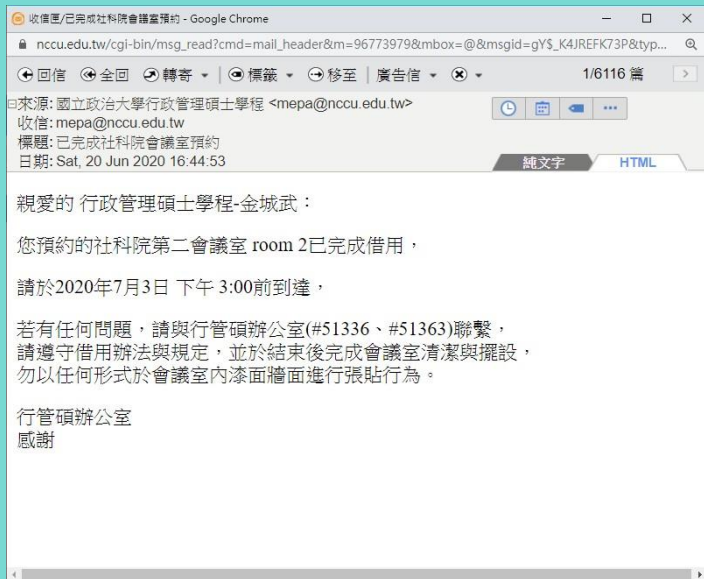 收信匣/已完成社科院會議室預約 - Google Chrome
nccu.edu.tw/cgi-bin/msg_read?cmd=mail_header&m=96773979&mbox=@&msgid=gY$_K4JREFK73P&typ...
回信 全回 轉寄 標籤 移至 廣告信 1/6116 篇
來源: 國立政治大學行政管理碩士學程 <mepa@nccu.edu.tw>
收信: mepa@nccu.edu.tw
標題: 已完成社科院會議室預約
日期: Sat, 20 Jun 2020 16:44:53
純文字 HTML
親愛的 行政管理碩士學程-金城武：
您預約的社科院第二會議室 room 2已完成借用，
請於2020年7月3日 下午 3:00前到達，
若有任何問題，請與行管碩辦公室(#51336、#51363)聯繫，
請遵守借用辦法與規定，並於結束後完成會議室清潔與擺設，
勿以任何形式於會議室內漆面牆面進行張貼行為。
行管碩辦公室
感謝